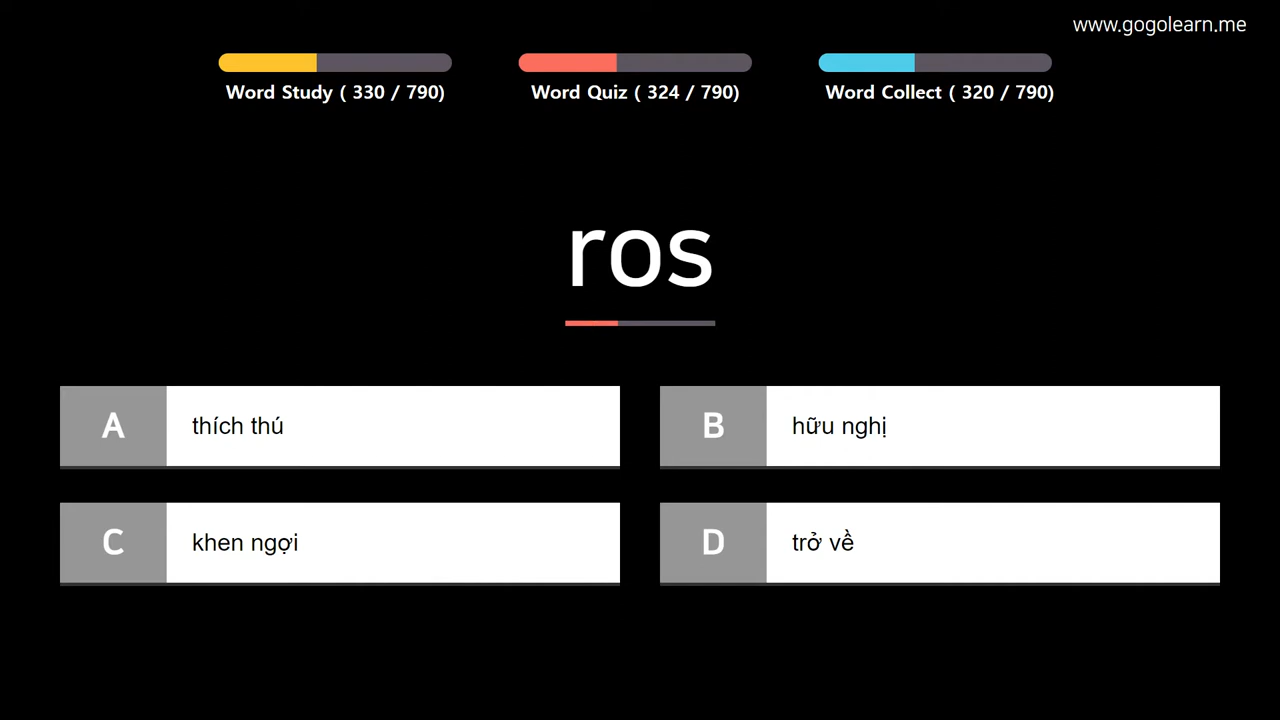 www.gogolearn.me
Word Study ( 330 / 790)
Word Quiz ( 324 / 790)
Word Collect ( 320 / 790)
ros
A thích thú
B hữu nghị
C khen ngợi
D trở về